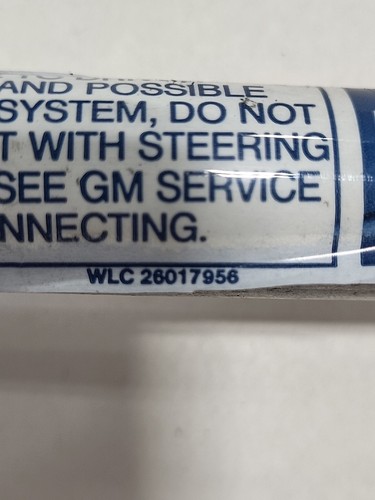 AND POSSIBLE
SYSTEM, DO NOT
T WITH STEERING
SEE GM SERVICE
NNECTING.
WLC 26017956